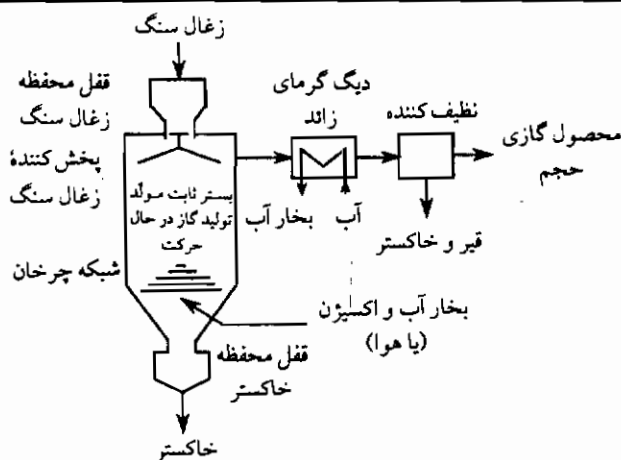 زغال سنگ
قفل محفظه
زغال سنگ
پخش کنندهٔ
زغال سنگ
بستر ثابت مولد
تولید گاز در حال
حرکت
شبکه چرخان
دیگ گرمای
زائد
بخار آب
آب
نظیف کننده
محصول گازی
حجم
قیر و خاکستر
بخار آب و اکسیژن
(یا هوا)
قفل محفظه
خاکستر
خاکستر